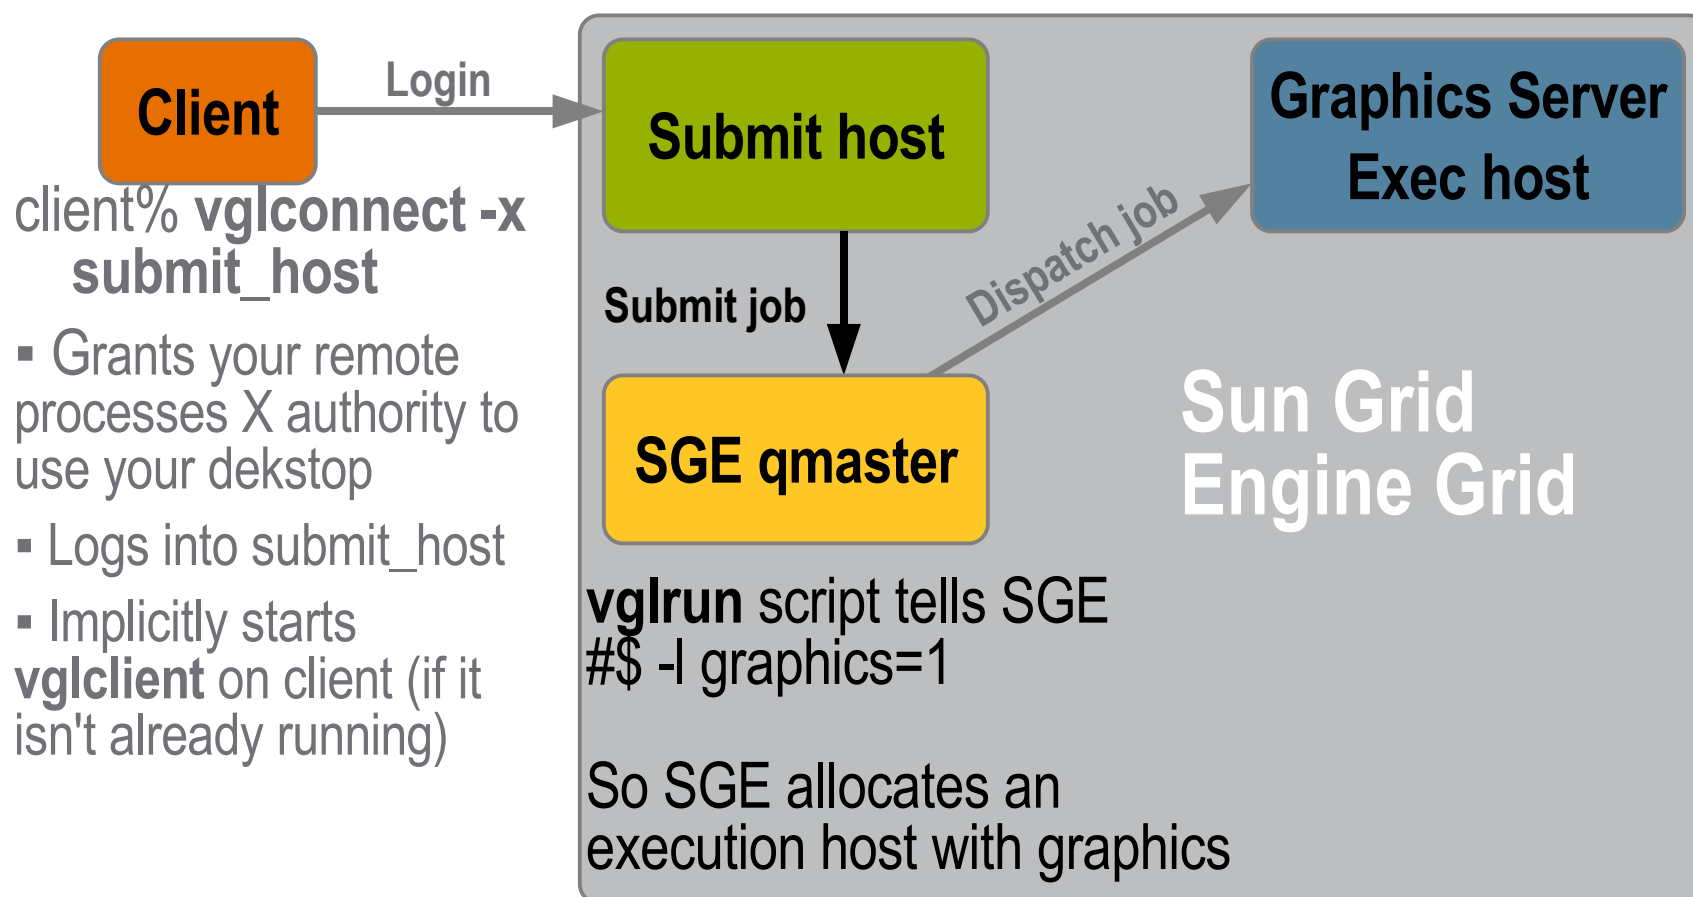 Client
Login
Submit host
Graphics Server
Exec host
client% vglconnect -x
submit_host
▪ Grants your remote
processes X authority to
use your dekstop
▪ Logs into submit_host
▪ Implicitly starts
vglclient on client (if it
isn't already running)
Submit job
Dispatch job
SGE qmaster
Sun Grid
Engine Grid
vglrun script tells SGE
#$ -l graphics=1
So SGE allocates an
execution host with graphics